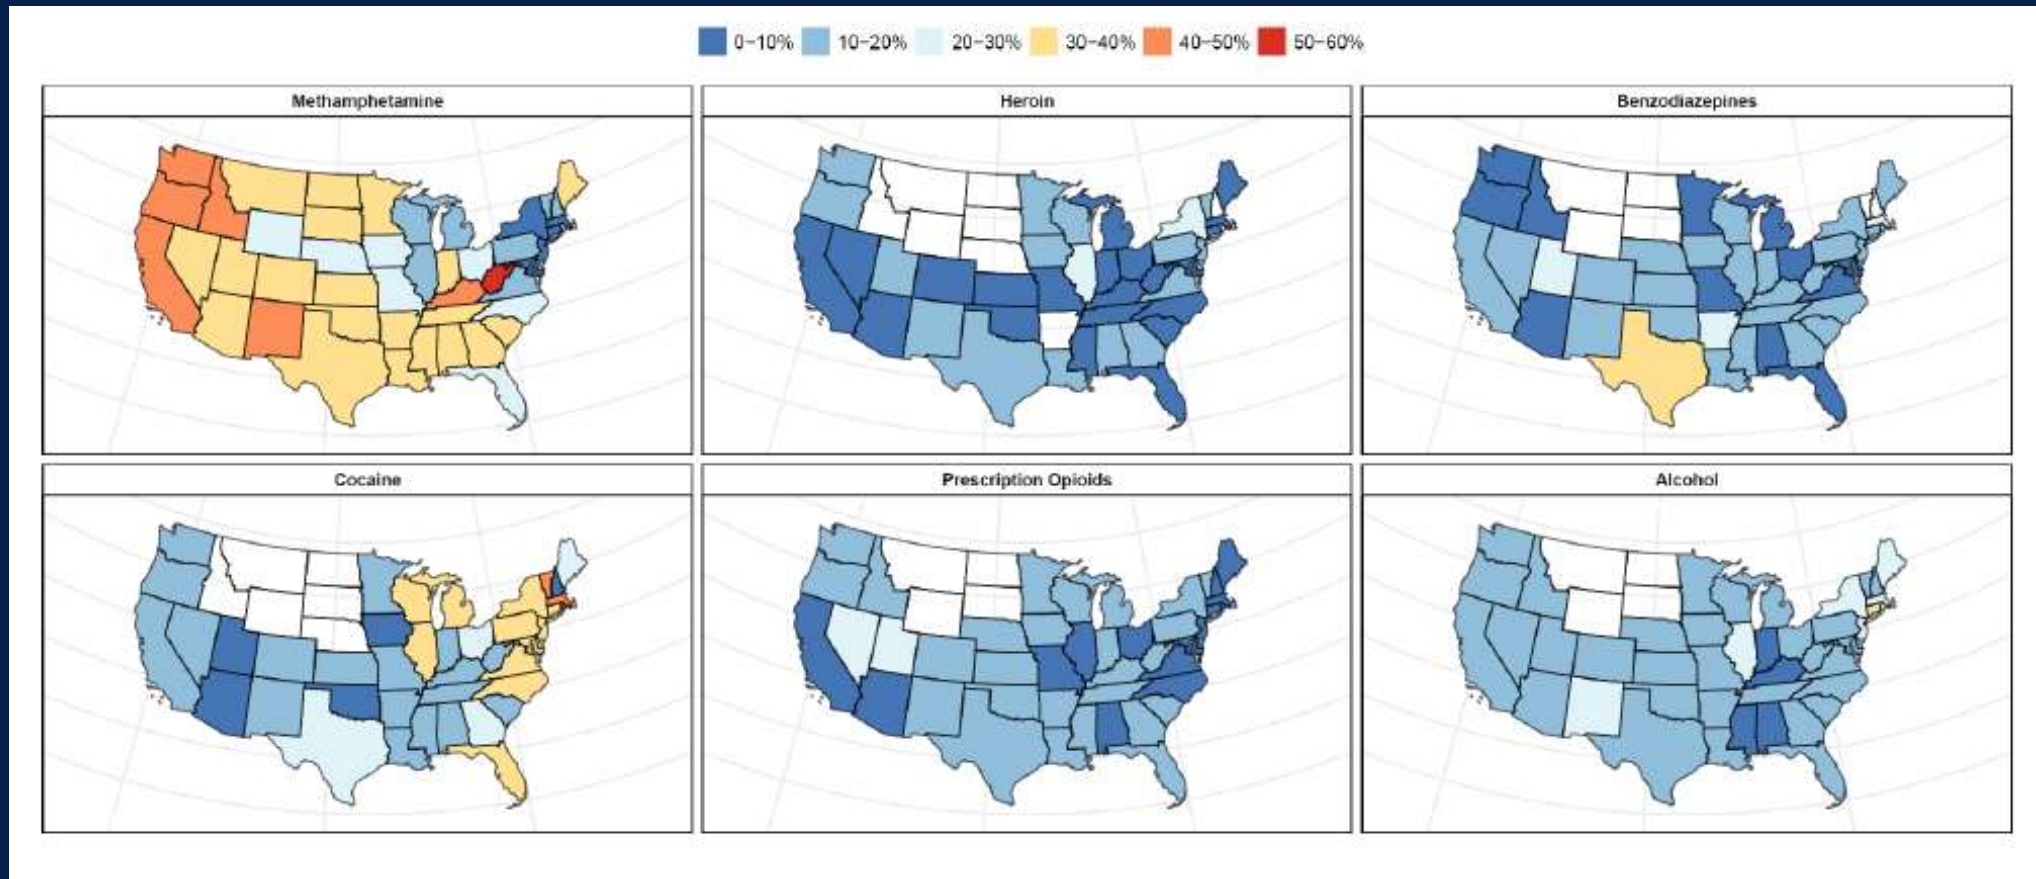 0-10% 10-20% 20-30% 30-40% 40-50% 50-60%
Methamphetamine Heroin Benzodiazepines
Cocaine Prescription Opioids Alcohol